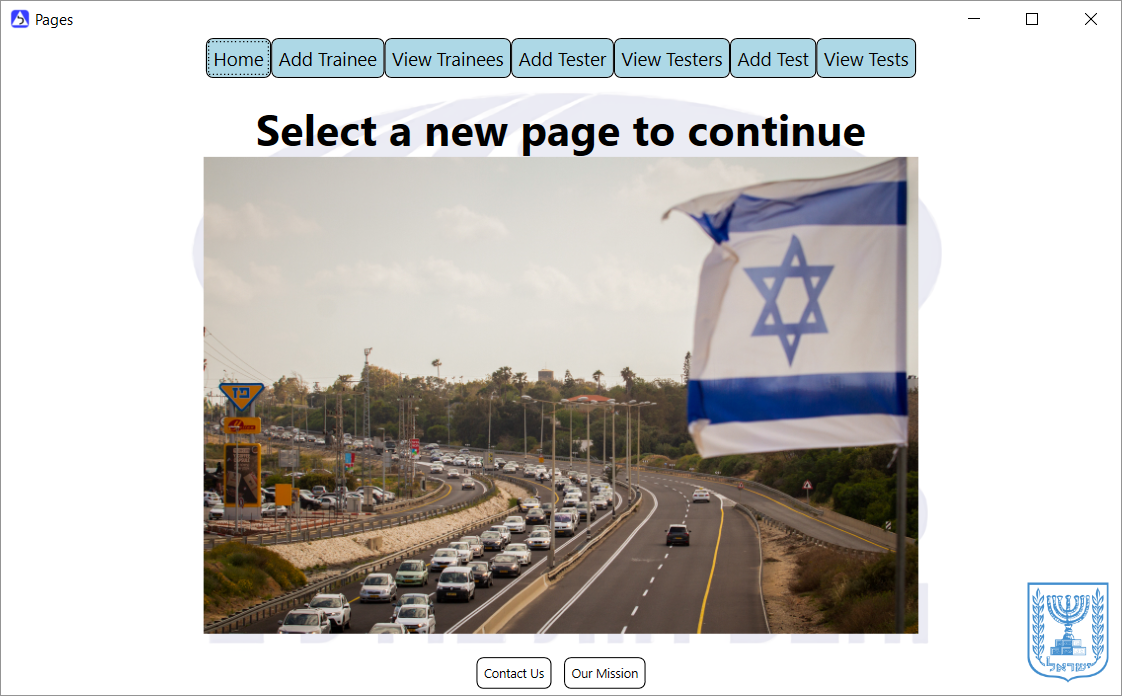 Pages
Home Add Trainee View Trainees Add Tester View Testers Add Test View Tests
Select a new page to continue
פז
Contact Us Our Mission
ישראל